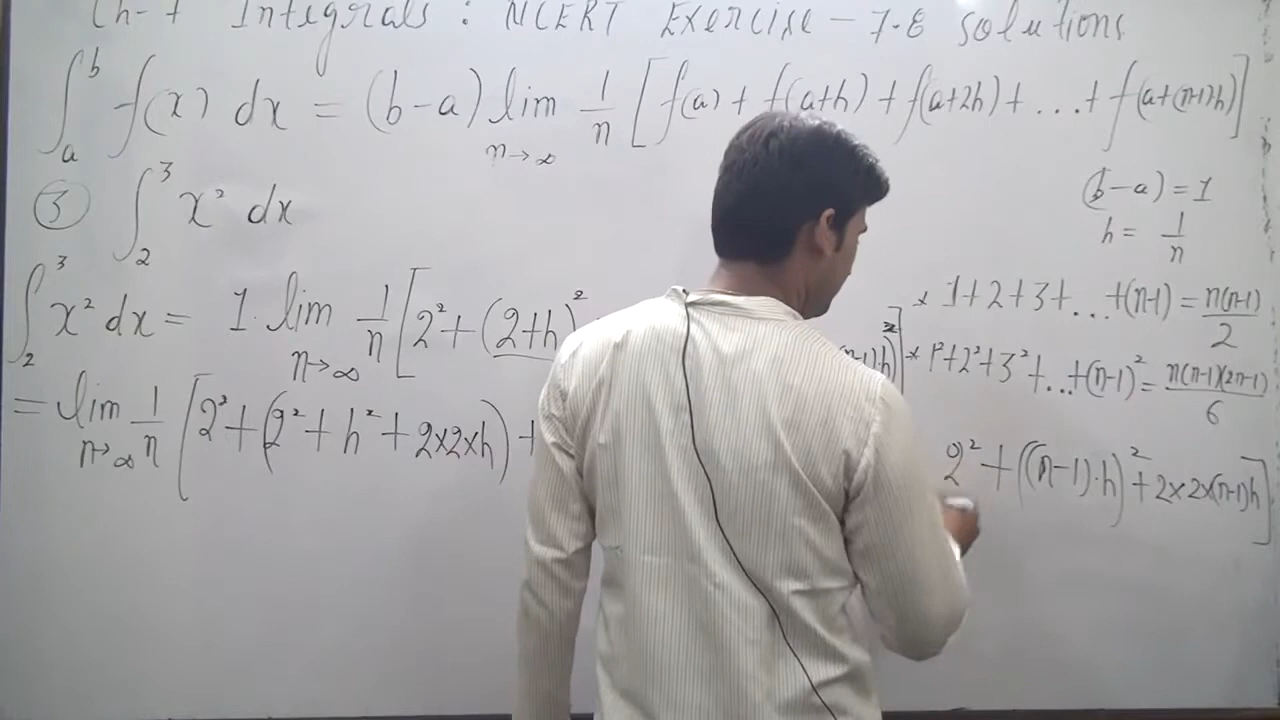 Ch-7 Integrals : NCERT Exercise - 7.8 Solutions
∫_a^b f(x) dx = (b-a) lim_{n→∞} 1/n [f(a) + f(a+h) + f(a+2h) + ... + f(a+(n-1)h)]
(b-a) = 1
③ ∫_2^3 x² dx
h = 1/n
∫_2^3 x² dx = 1. lim_{n→∞} 1/n [2² + (2+h)² (n-1).h)²]
* 1+2+3+...+(n-1) = n(n-1)/2
* 1²+2²+3²+...+(n-1)² = n(n-1)(2n-1)/6
= lim_{n→∞} 1/n [2² + (2² + h² + 2×2×h) + 2² + ((n-1).h)² + 2×2×(n-1)h]